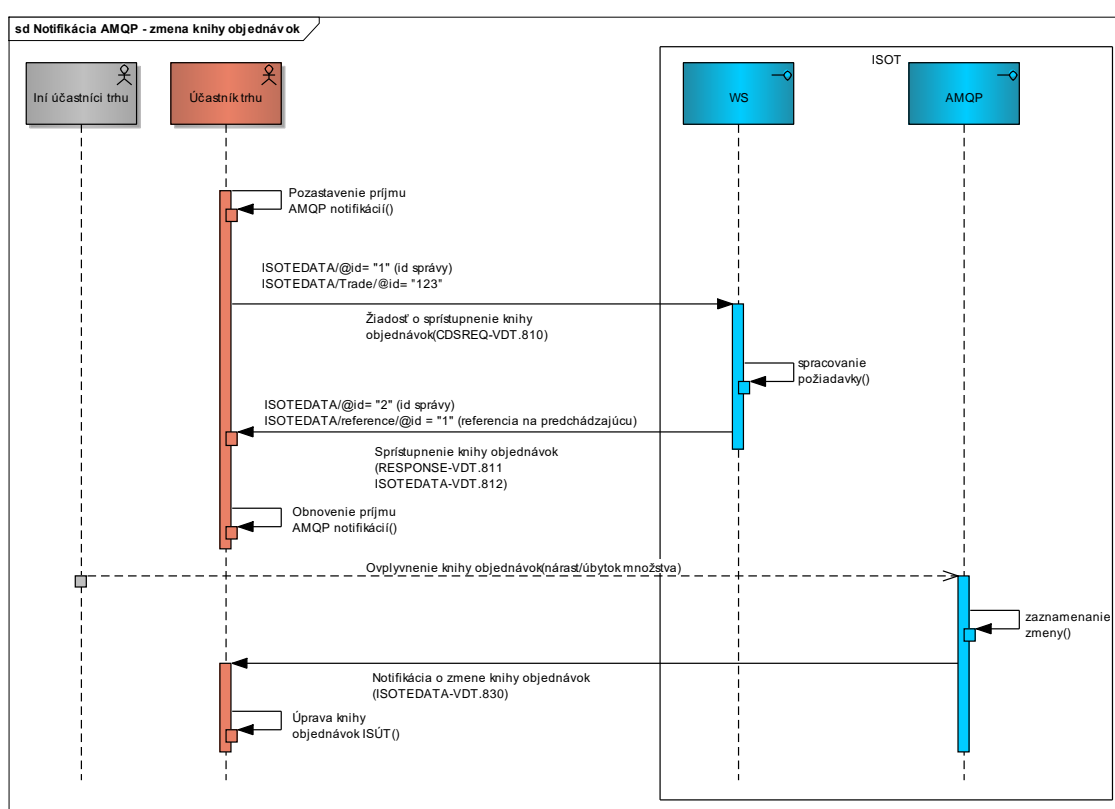 sd Notifikácia AMQP - zmena knihy objednávok
ISOT
Iní účastníci trhu
Účastník trhu
WS
AMQP
Pozastavenie príjmu
AMQP notifikácií()
ISOTEDATA/@id= "1" (id správy)
ISOTEDATA/Trade/@id= "123"
Žiadosť o sprístupnenie knihy
objednávok(CDSREQ-VDT.810)
spracovanie
požiadavky()
ISOTEDATA/@id= "2" (id správy)
ISOTEDATA/reference/@id = "1" (referencia na predchádzajúcu)
Sprístupnenie knihy objednávok
(RESPONSE-VDT.811
ISOTEDATA-VDT.812)
Obnovenie príjmu
AMQP notifikácií()
Ovplyvnenie knihy objednávok(nárast/úbytok množstva)
zaznamenanie
zmeny()
Notifikácia o zmene knihy objednávok
(ISOTEDATA-VDT.830)
Úprava knihy
objednávok ISÚT()